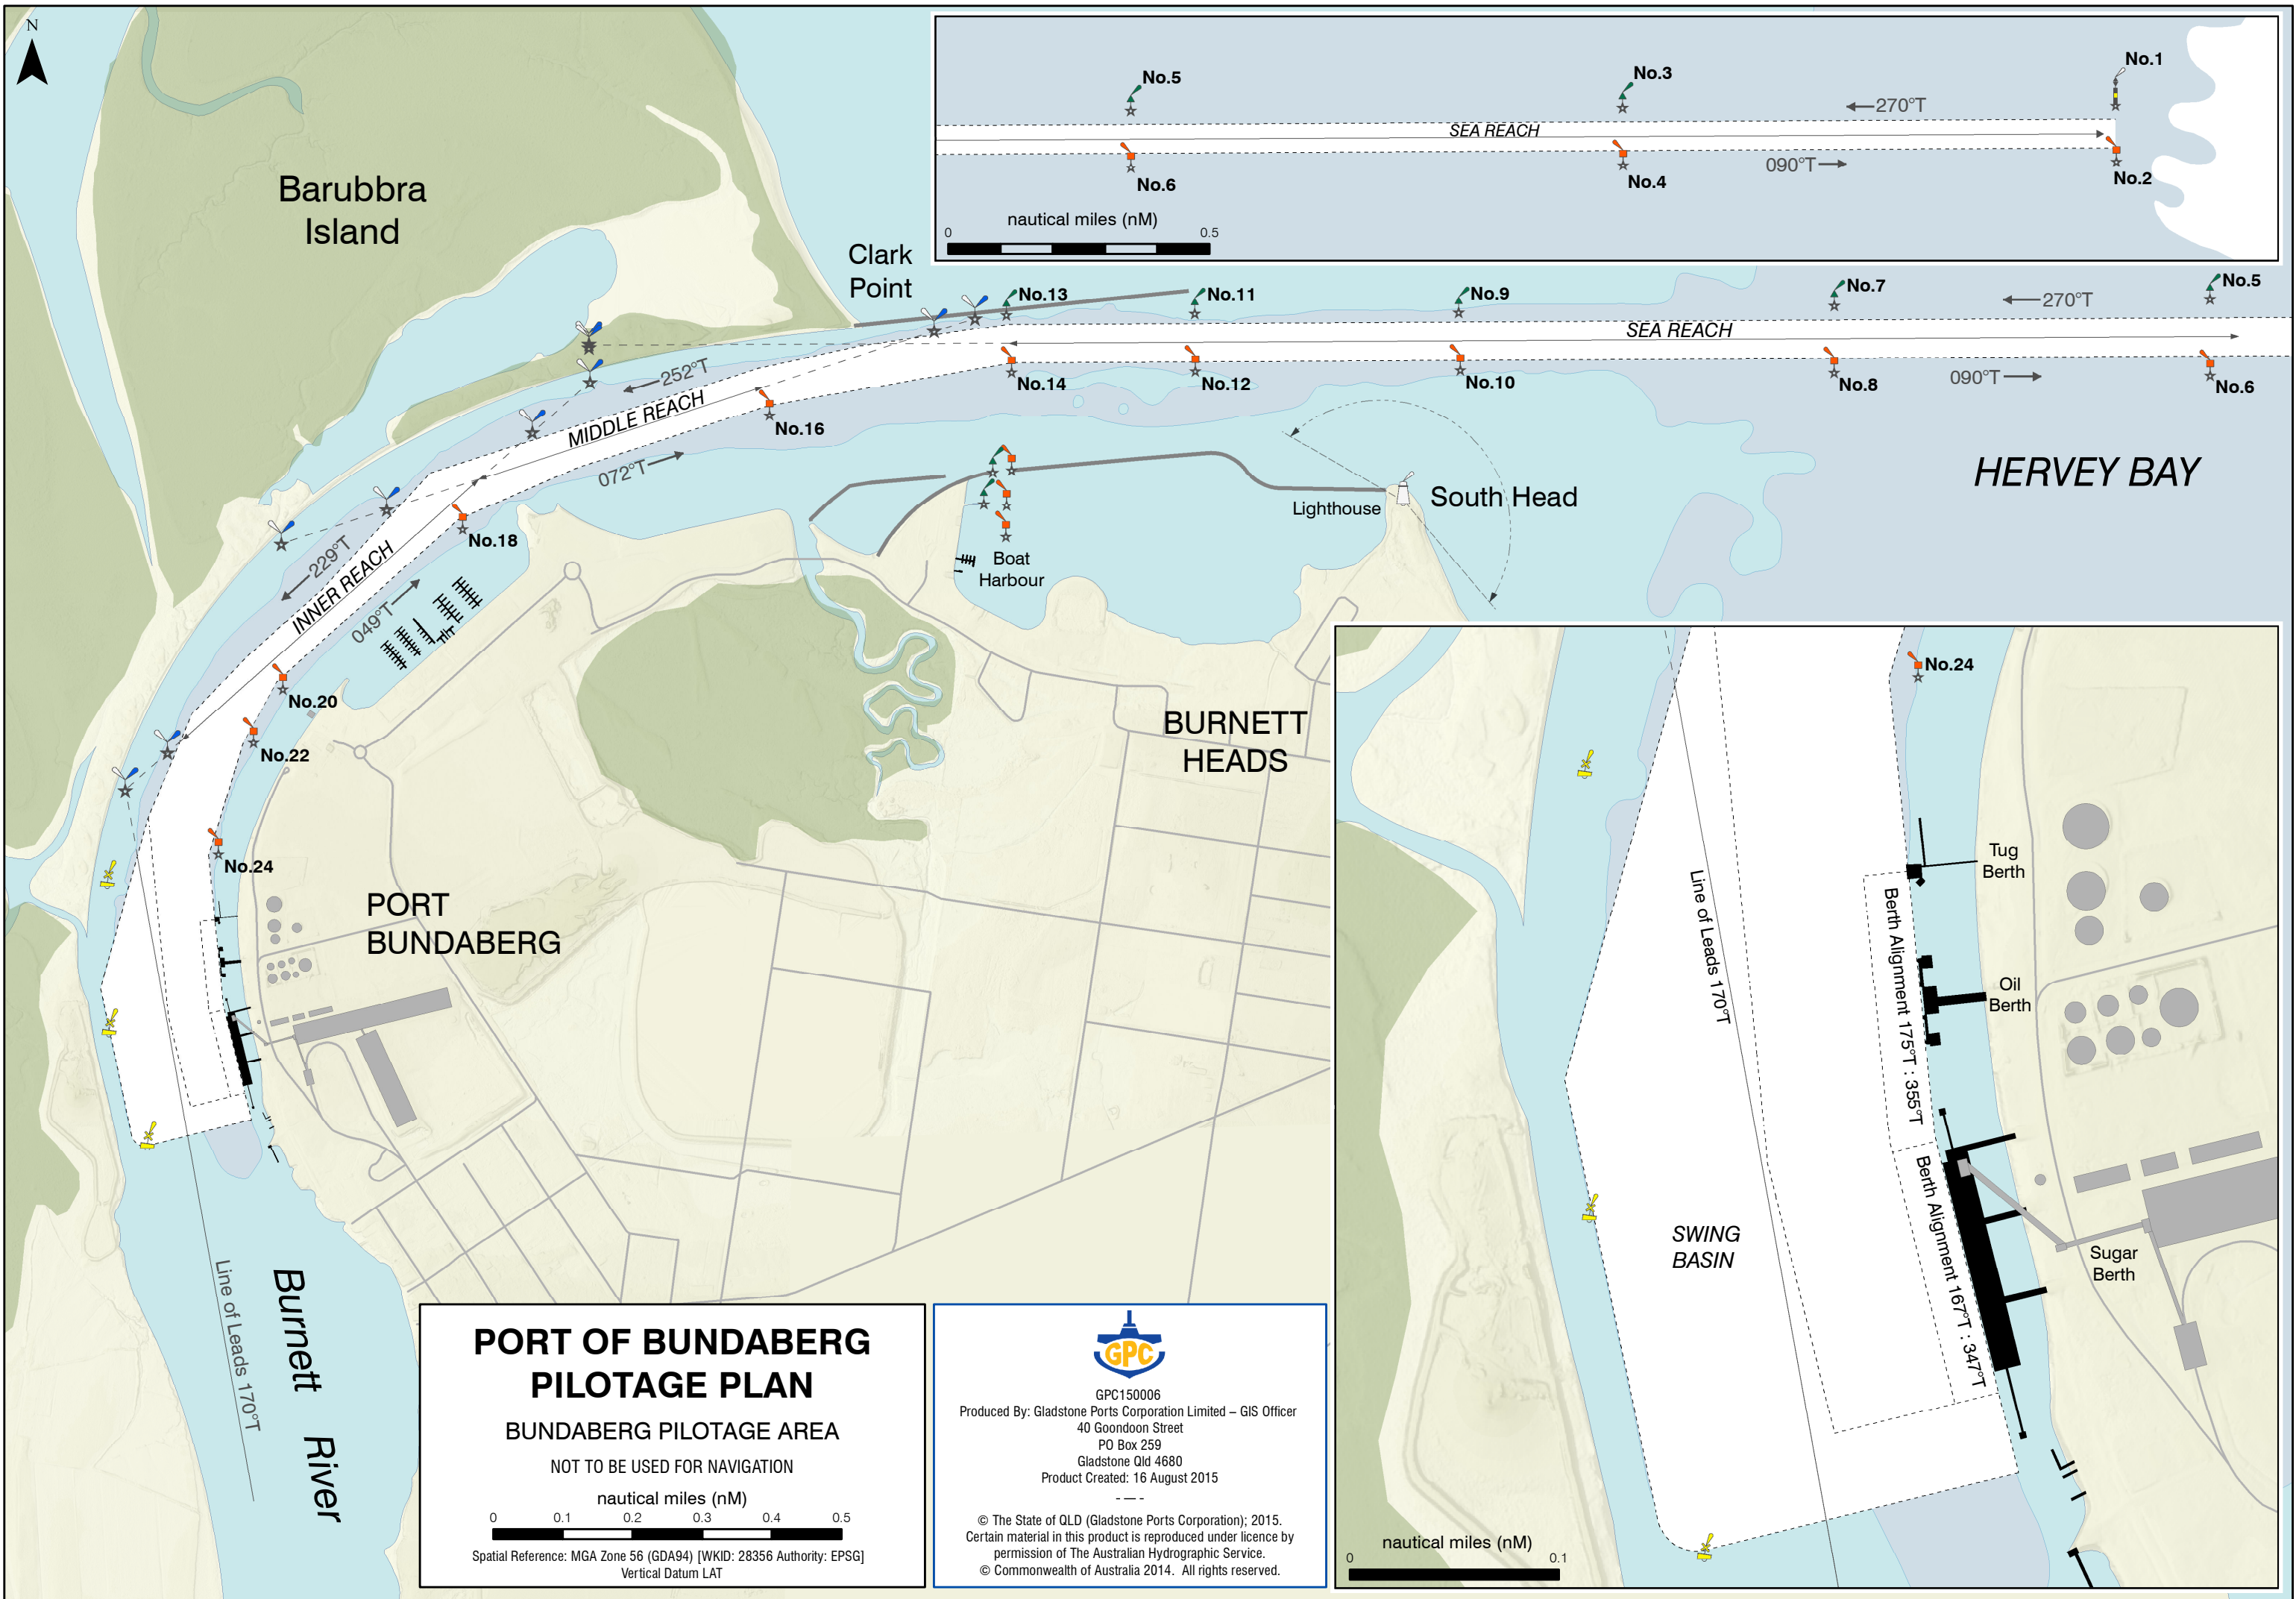 N
No.5
No.3
No.1
270°T
SEA REACH
090°T
No.6
No.4
No.2
nautical miles (nM)
0
0.5
Barubbra
Island
Clark
Point
No.13
No.11
No.9
No.7
No.5
270°T
SEA REACH
No.14
No.12
No.10
No.8
090°T
No.6
252°T
MIDDLE REACH
No.16
072°T
HERVEY BAY
South Head
Lighthouse
No.18
Boat
Harbour
229°T
INNER REACH
049°T
No.20
No.22
BURNETT
HEADS
No.24
PORT
BUNDABERG
Line of Leads 170°T
Burnett River
No.24
Tug
Berth
Line of Leads 170°T
Berth Alignment 175°T : 355°T
Oil
Berth
Berth Alignment 167°T : 347°T
SWING
BASIN
Sugar
Berth
nautical miles (nM)
0
0.1
PORT OF BUNDABERG
PILOTAGE PLAN
BUNDABERG PILOTAGE AREA
NOT TO BE USED FOR NAVIGATION
nautical miles (nM)
0 0.1 0.2 0.3 0.4 0.5
Spatial Reference: MGA Zone 56 (GDA94) [WKID: 28356 Authority: EPSG]
Vertical Datum LAT
GPC
GPC150006
Produced By: Gladstone Ports Corporation Limited – GIS Officer
40 Goondoon Street
PO Box 259
Gladstone Qld 4680
Product Created: 16 August 2015
- — -
© The State of QLD (Gladstone Ports Corporation); 2015.
Certain material in this product is reproduced under licence by
permission of The Australian Hydrographic Service.
© Commonwealth of Australia 2014. All rights reserved.